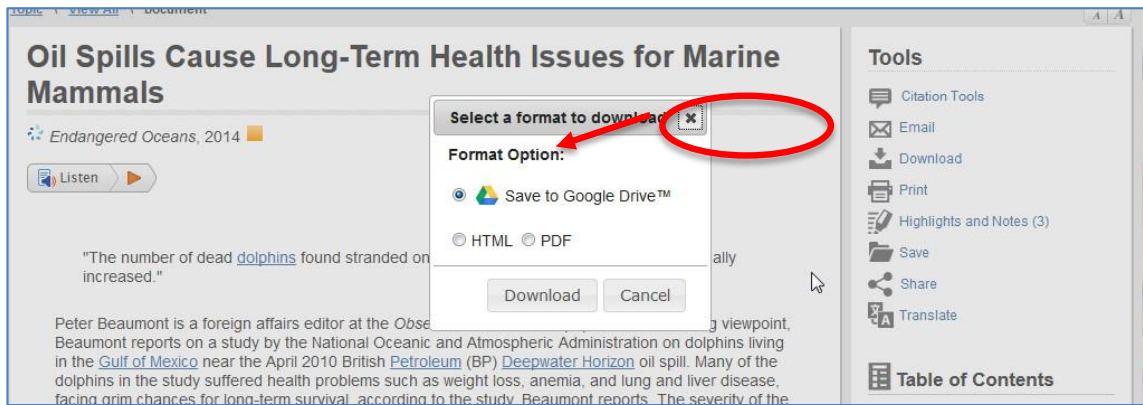 Topic \ View All \ Document
A A
Oil Spills Cause Long-Term Health Issues for Marine
Mammals
Endangered Oceans, 2014
Listen
"The number of dead dolphins found stranded on
ally
increased."
Peter Beaumont is a foreign affairs editor at the Obse
g viewpoint,
Beaumont reports on a study by the National Oceanic and Atmospheric Administration on dolphins living
in the Gulf of Mexico near the April 2010 British Petroleum (BP) Deepwater Horizon oil spill. Many of the
dolphins in the study suffered health problems such as weight loss, anemia, and lung and liver disease,
facing grim chances for long-term survival, according to the study, Beaumont reports. The severity of the
Select a format to download
Format Option:
Save to Google Drive™
HTML PDF
Download Cancel
Tools
Citation Tools
Email
Download
Print
Highlights and Notes (3)
Save
Share
Translate
Table of Contents